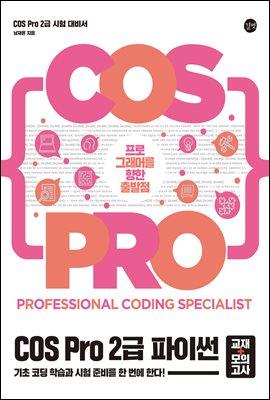 COS Pro 2급 시험 대비서
남재윤 지음
길벗
COS
프로
그래머를
향한
출발점
PRO
PROFESSIONAL CODING SPECIALIST
COS Pro 2급 파이썬
교재
+
모의
고사
기초 코딩 학습과 시험 준비를 한 번에 한다!